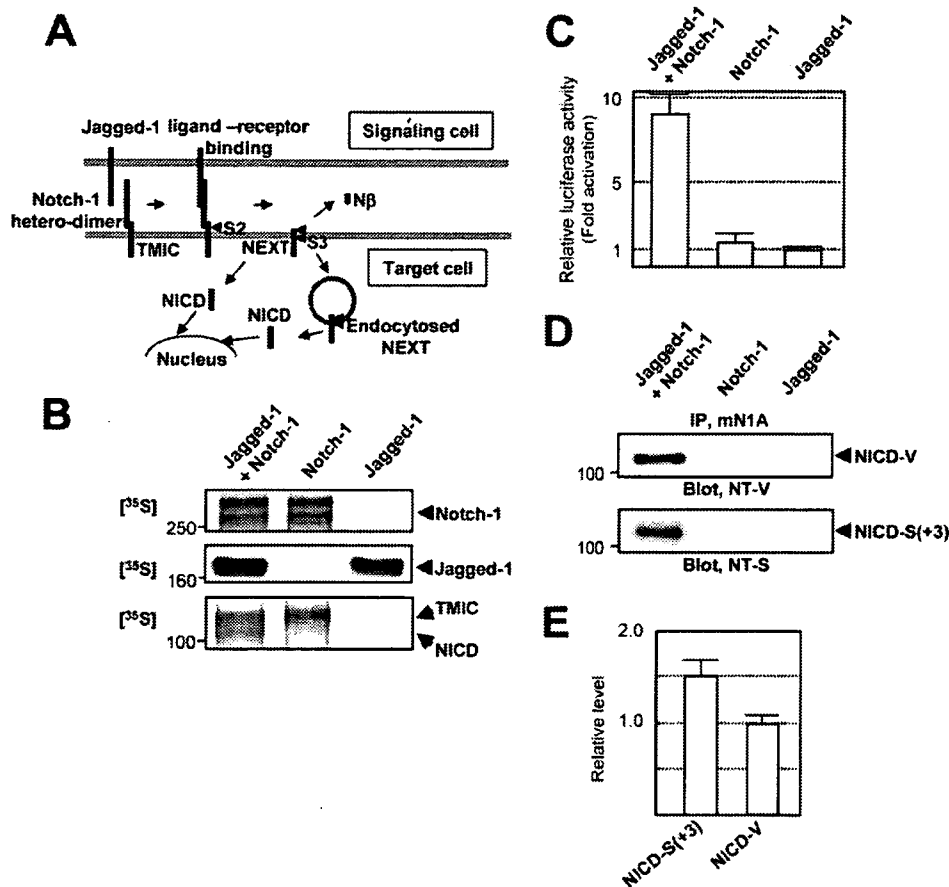 A
Jagged-1 ligand –receptor
binding
Signaling cell
Notch-1
hetero-dimer
TMIC
S2
NEXT
S3
Nβ
Target cell
NICD
NICD
Endocytosed
NEXT
Nucleus
B
Jagged-1
+ Notch-1
Notch-1
Jagged-1
[35S]
250
Notch-1
[35S]
160
Jagged-1
[35S]
100
TMIC
NICD
C
Jagged-1
+ Notch-1
Notch-1
Jagged-1
Relative luciferase activity
(Fold activation)
10
5
1
D
Jagged-1
+ Notch-1
Notch-1
Jagged-1
IP, mN1A
100
NICD-V
Blot, NT-V
100
NICD-S(+3)
Blot, NT-S
E
Relative level
2.0
1.0
NICD-S(+3)
NICD-V